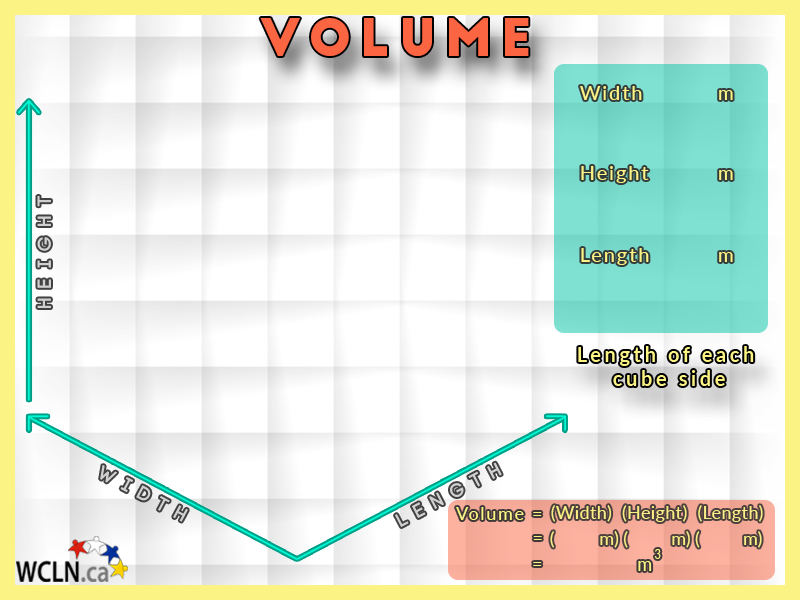 VOLUME
Width m
Height m
Length m
HEIGHT
Length of each
cube side
WIDTH
LENGTH
Volume = (Width) (Height) (Length)
= ( m) ( m) ( m)
= m³
WCLN.ca